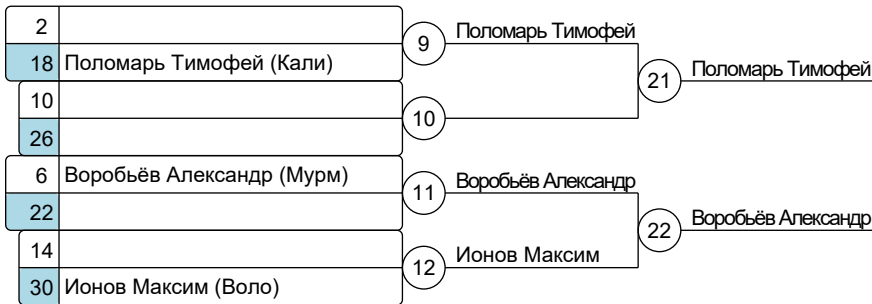 2
18 Поломарь Тимофей (Кали)
9
Поломарь Тимофей
10
26
10
21
Поломарь Тимофей
6 Воробьёв Александр (Мурм)
22
11
Воробьёв Александр
14
30 Ионов Максим (Воло)
12
Ионов Максим
22
Воробьёв Александр